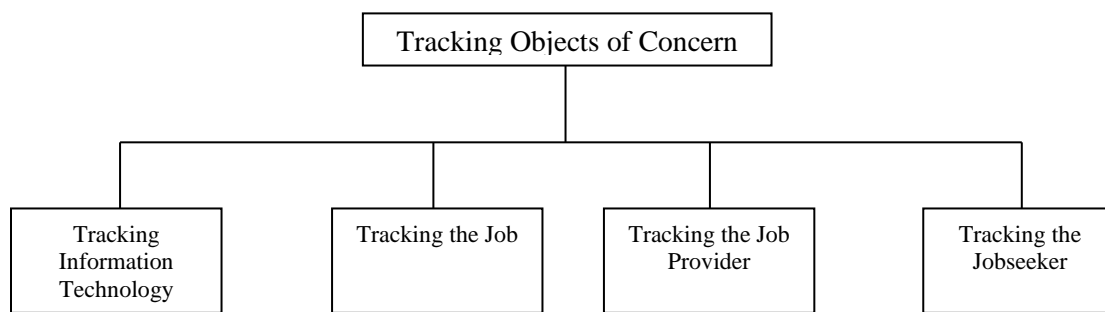 Tracking Objects of Concern
Tracking
Information
Technology
Tracking the Job
Tracking the Job
Provider
Tracking the
Jobseeker